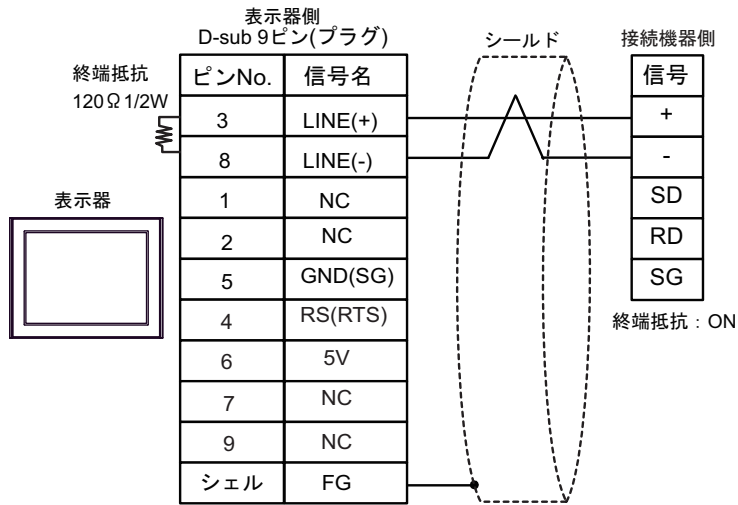 表示器側
D-sub 9ピン(プラグ)
シールド
接続機器側
終端抵抗
120Ω1/2W
ピンNo. 信号名
信号
3 LINE(+)
+
8 LINE(-)
-
表示器
1 NC
SD
2 NC
RD
5 GND(SG)
SG
4 RS(RTS)
終端抵抗：ON
6 5V
7 NC
9 NC
シェル FG